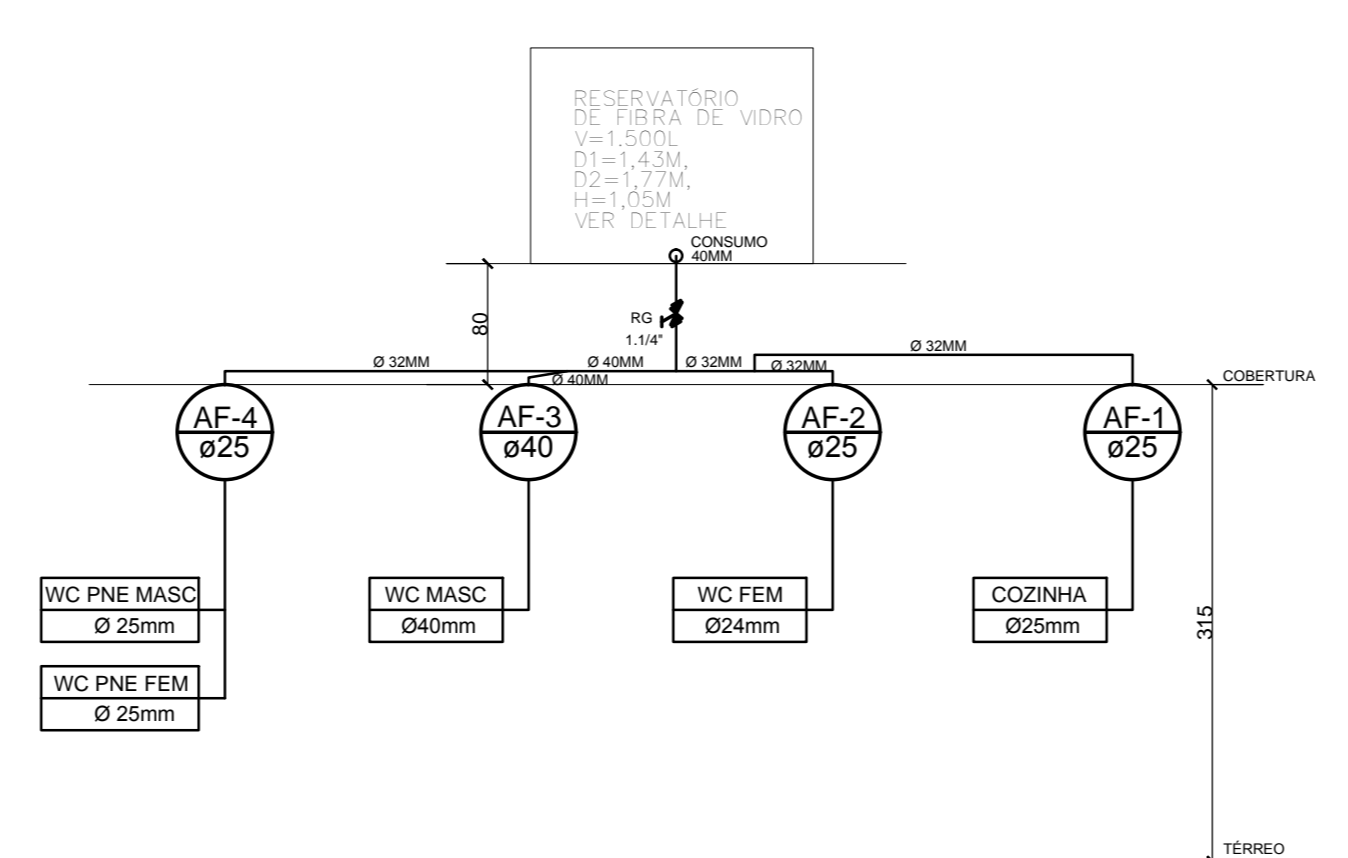 RESERVATÓRIO
DE FIBRA DE VIDRO
V=1.500L
D1=1,43M,
D2=1,77M,
H=1,05M
VER DETALHE
CONSUMO
40MM
80
RG
1.1/4"
Ø 32MM
Ø 40MM
Ø 32MM
Ø 32MM
Ø 40MM
Ø 32MM
COBERTURA
AF-4
ø25
AF-3
ø40
AF-2
ø25
AF-1
ø25
WC PNE MASC
Ø 25mm
WC PNE FEM
Ø 25mm
WC MASC
Ø40mm
WC FEM
Ø24mm
COZINHA
Ø25mm
315
TÉRREO